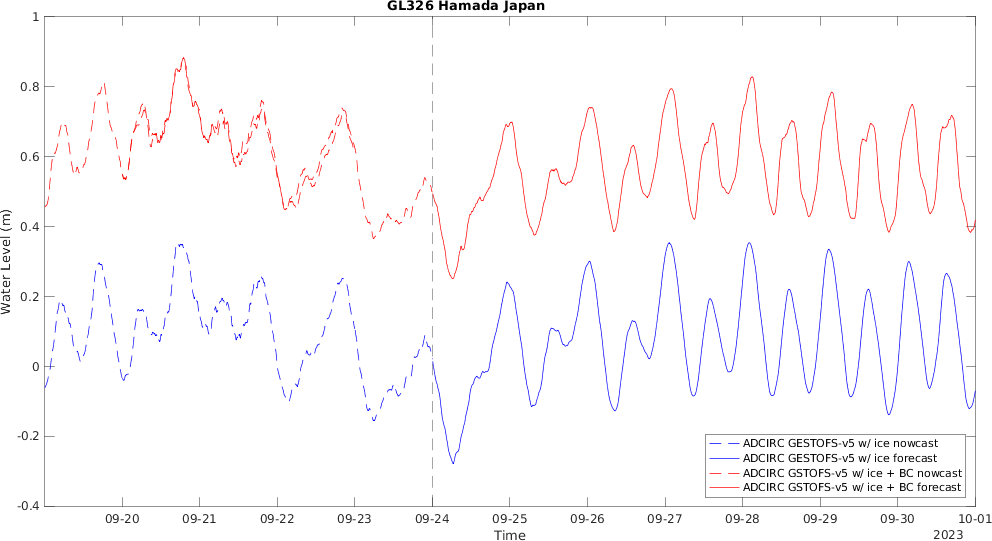 GL326 Hamada Japan
Water Level (m)
1
0.8
0.6
0.4
0.2
0
-0.2
-0.4
ADCIRC GESTOFS-v5 w/ ice nowcast
ADCIRC GESTOFS-v5 w/ ice forecast
ADCIRC GSTOFS-v5 w/ ice + BC nowcast
ADCIRC GSTOFS-v5 w/ ice + BC forecast
09-20 09-21 09-22 09-23 09-24 09-25 09-26 09-27 09-28 09-29 09-30 10-01
Time
2023